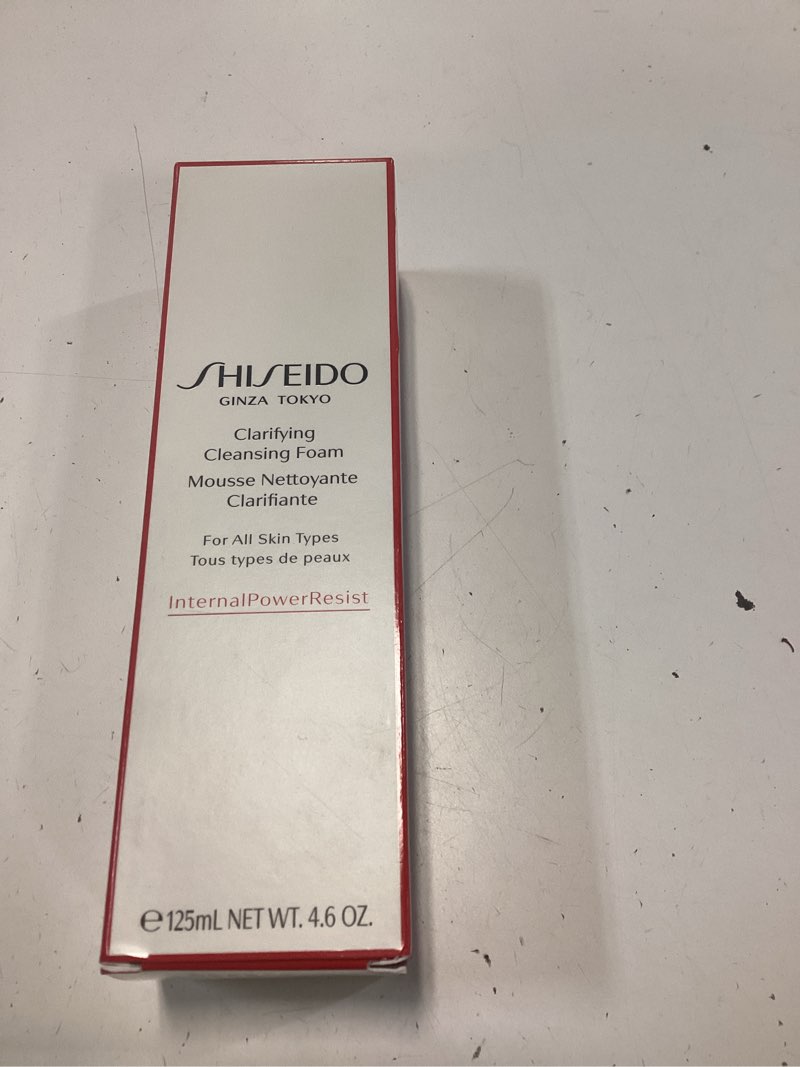 SHISEIDO
GINZA TOKYO
Clarifying
Cleansing Foam
Mousse Nettoyante
Clarifiante
For All Skin Types
Tous types de peaux
InternalPowerResist
℮125mL NET WT. 4.6 OZ.